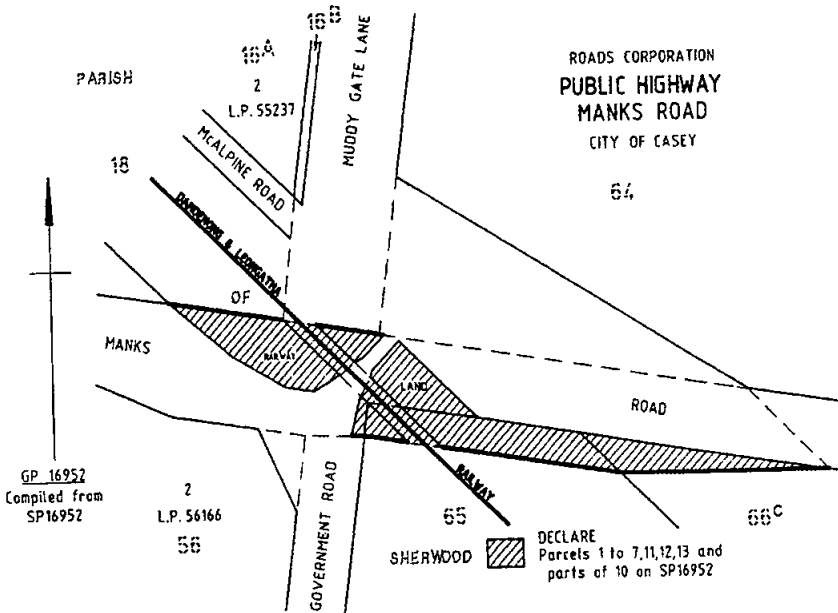 18B
18A
2
L.P. 55237
PARISH
MUDDY GATE LANE
ROADS CORPORATION
PUBLIC HIGHWAY
MANKS ROAD
CITY OF CASEY
McALPINE ROAD
18
64
DANDENONG & LEONGATHA
OF
MANKS
RAILWAY
LAND
ROAD
GP 16952
Compiled from
SP16952
2
L.P. 56166
56
GOVERNMENT ROAD
RAILWAY
65
66C
SHERWOOD
DECLARE
Parcels 1 to 7,11,12,13 and
parts of 10 on SP16952